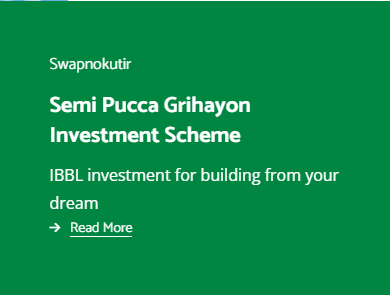 Swapnokutir
Semi Pucca Grihayon
Investment Scheme
IBBL investment for building from your
dream
→ Read More